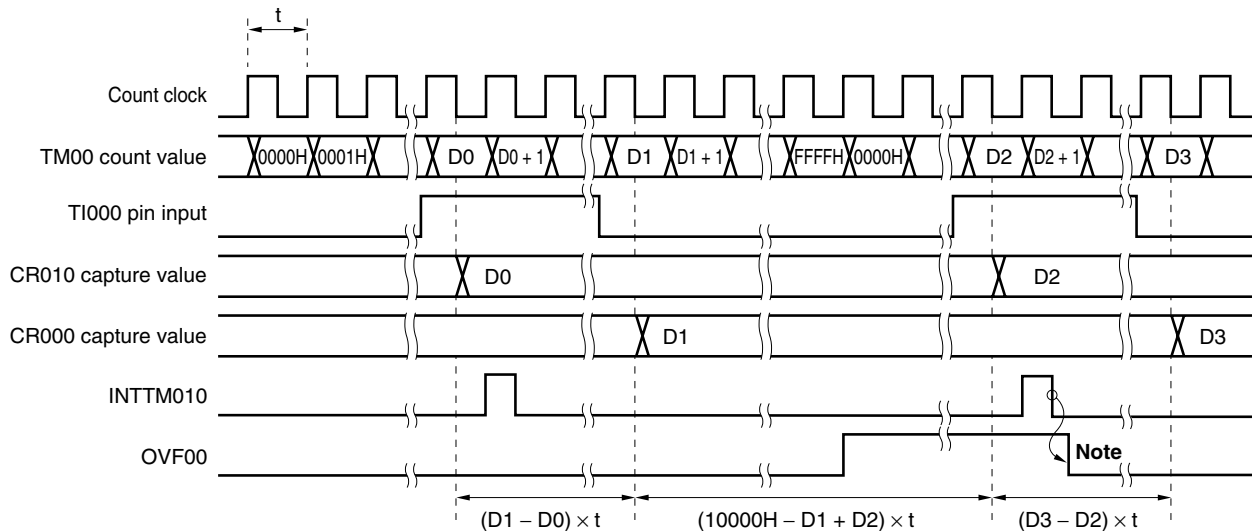 t
Count clock
TM00 count value 0000H 0001H D0 D0 + 1 D1 D1 + 1 FFFFH 0000H D2 D2 + 1 D3
TI000 pin input
CR010 capture value D0 D2
CR000 capture value D1 D3
INTTM010
OVF00 Note
(D1 – D0) × t (10000H – D1 + D2) × t (D3 – D2) × t